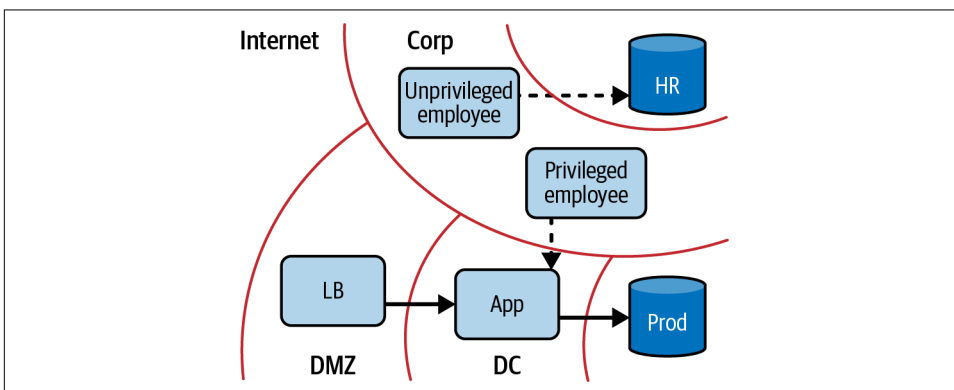 Internet
Corp
HR
Unprivileged
employee
Privileged
employee
LB
App
Prod
DMZ
DC